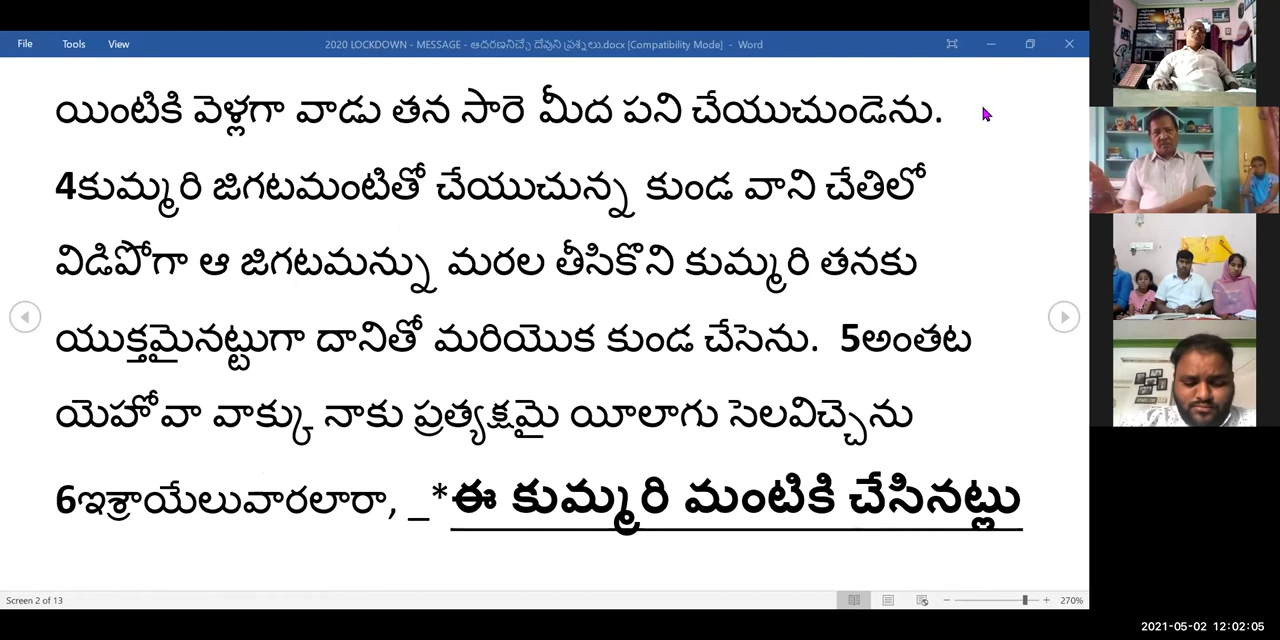 File Tools View 2020 LOCKDOWN - MESSAGE - ఆదరణనిచ్చే దేవుని ప్రశ్నలు.docx [Compatibility Mode] - Word
యింటికి వెళ్లగా వాడు తన సారె మీద పని చేయుచుండెను.
4కుమ్మరి జిగటమంటితో చేయుచున్న కుండ వాని చేతిలో
విడిపోగా ఆ జిగటమన్ను మరల తీసికొని కుమ్మరి తనకు
యుక్తమైనట్టుగా దానితో మరియొక కుండ చేసెను. 5అంతట
యెహోవా వాక్కు నాకు ప్రత్యక్షమై యీలాగు సెలవిచ్చెను
6ఇశ్రాయేలువారలారా, _*ఈ కుమ్మరి మంటికి చేసినట్లు
Screen 2 of 13 270%
2021-05-02 12:02:05